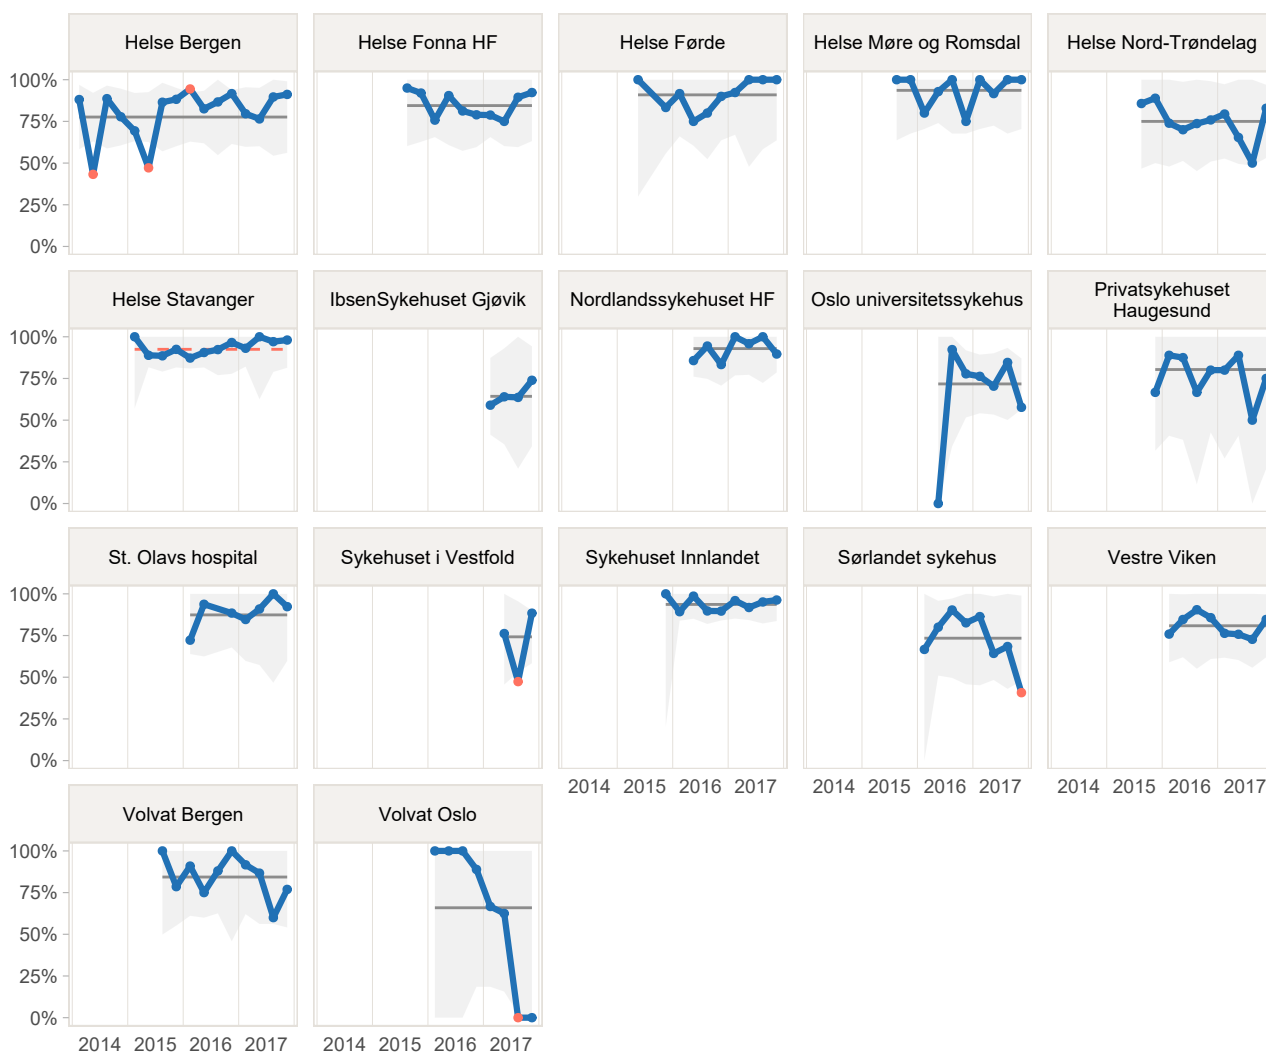 Helse Bergen
Helse Fonna HF
Helse Førde
Helse Møre og Romsdal
Helse Nord-Trøndelag
100%
75%
50%
25%
0%
Helse Stavanger
IbsenSykehuset Gjøvik
Nordlandssykehuset HF
Oslo universitetssykehus
Privatsykehuset
Haugesund
100%
75%
50%
25%
0%
St. Olavs hospital
Sykehuset i Vestfold
Sykehuset Innlandet
Sørlandet sykehus
Vestre Viken
100%
75%
50%
25%
0%
2014 2015 2016 2017
2014 2015 2016 2017
2014 2015 2016 2017
Volvat Bergen
Volvat Oslo
100%
75%
50%
25%
0%
2014 2015 2016 2017
2014 2015 2016 2017